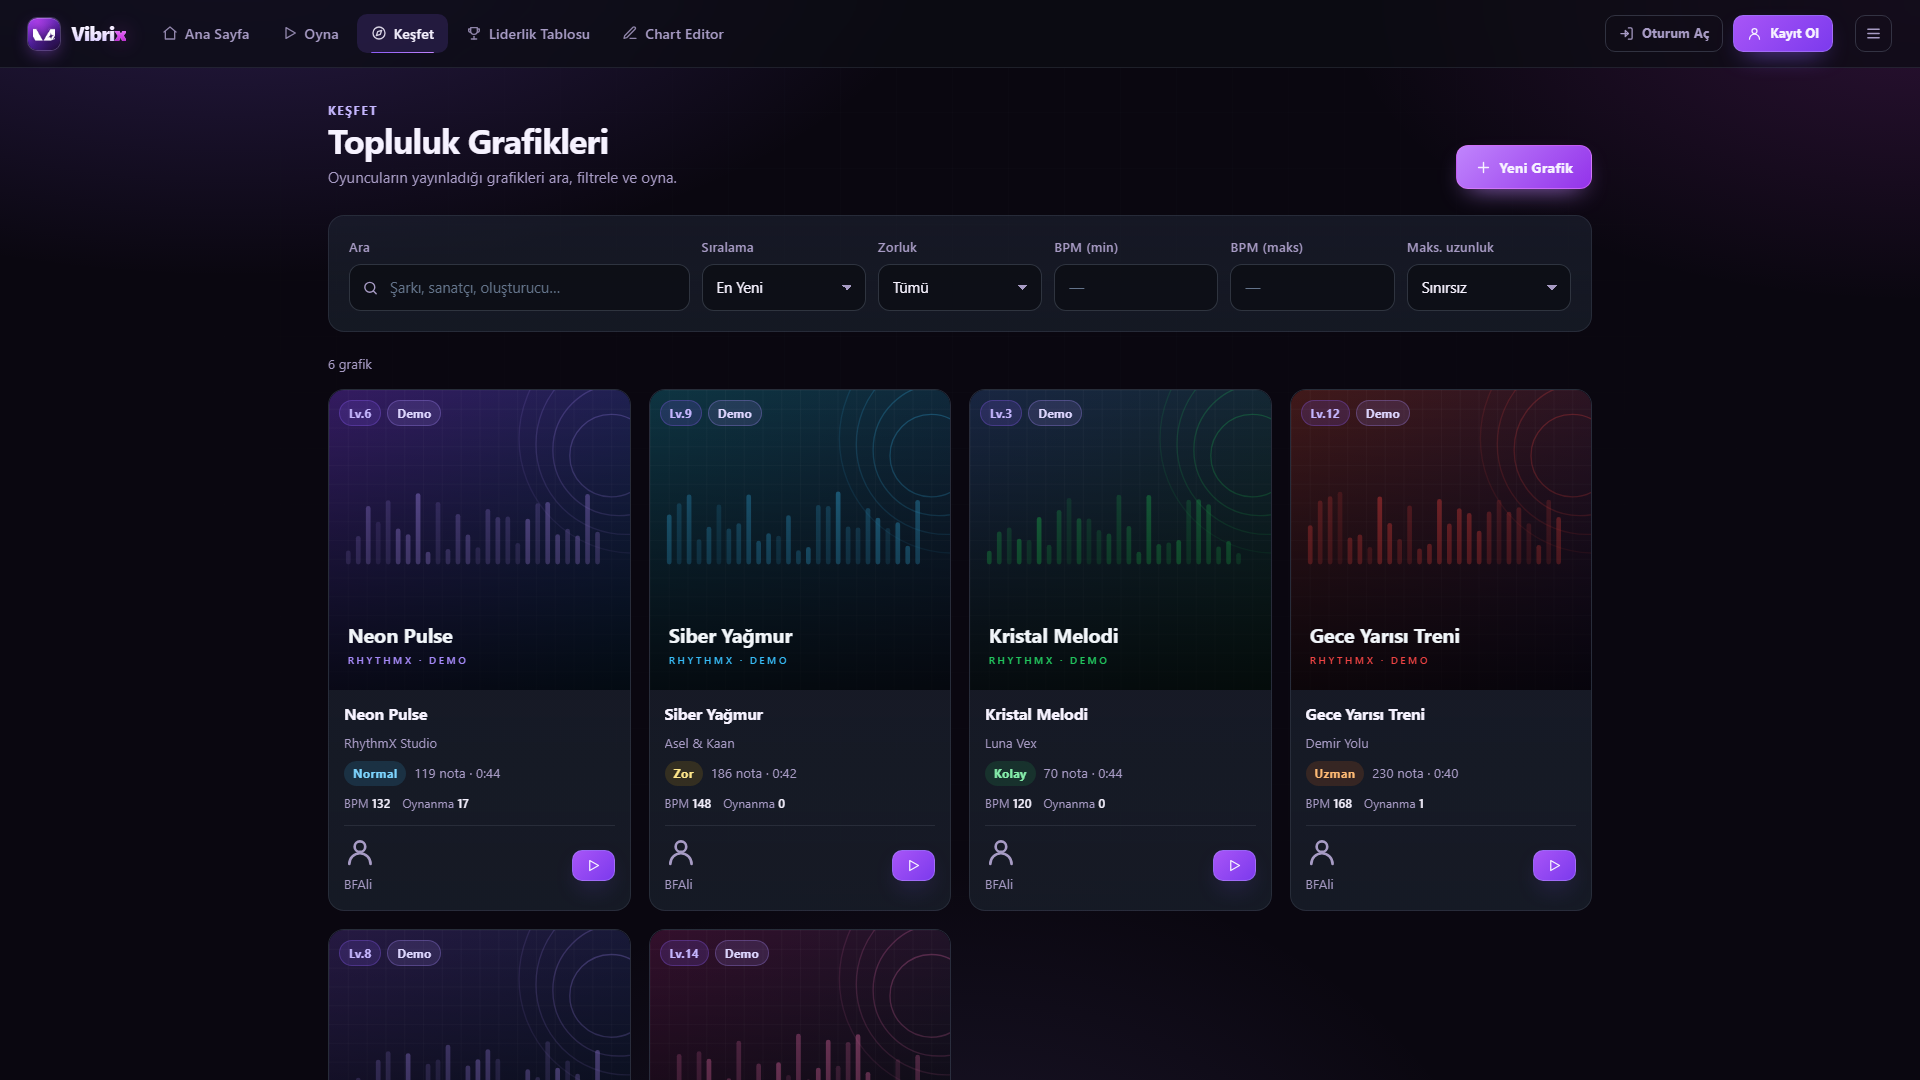 Vibrix
Ana Sayfa
Oyna
Keşfet
Liderlik Tablosu
Chart Editor
Oturum Aç
Kayıt Ol
KEŞFET
Topluluk Grafikleri
Oyuncuların yayınladığı grafikleri ara, filtrele ve oyna.
+ Yeni Grafik
Ara
Şarkı, sanatçı, oluşturucu...
Sıralama
En Yeni
Zorluk
Tümü
BPM (min)
—
BPM (maks)
—
Maks. uzunluk
Sınırsız
6 grafik
Lv.6 Demo
Neon Pulse
RHYTHMX · DEMO
Neon Pulse
RhythmX Studio
Normal 119 nota · 0:44
BPM 132 Oynanma 17
BFAli
Lv.9 Demo
Siber Yağmur
RHYTHMX · DEMO
Siber Yağmur
Asel & Kaan
Zor 186 nota · 0:42
BPM 148 Oynanma 0
BFAli
Lv.3 Demo
Kristal Melodi
RHYTHMX · DEMO
Kristal Melodi
Luna Vex
Kolay 70 nota · 0:44
BPM 120 Oynanma 0
BFAli
Lv.12 Demo
Gece Yarısı Treni
RHYTHMX · DEMO
Gece Yarısı Treni
Demir Yolu
Uzman 230 nota · 0:40
BPM 168 Oynanma 1
BFAli
Lv.8 Demo
Lv.14 Demo